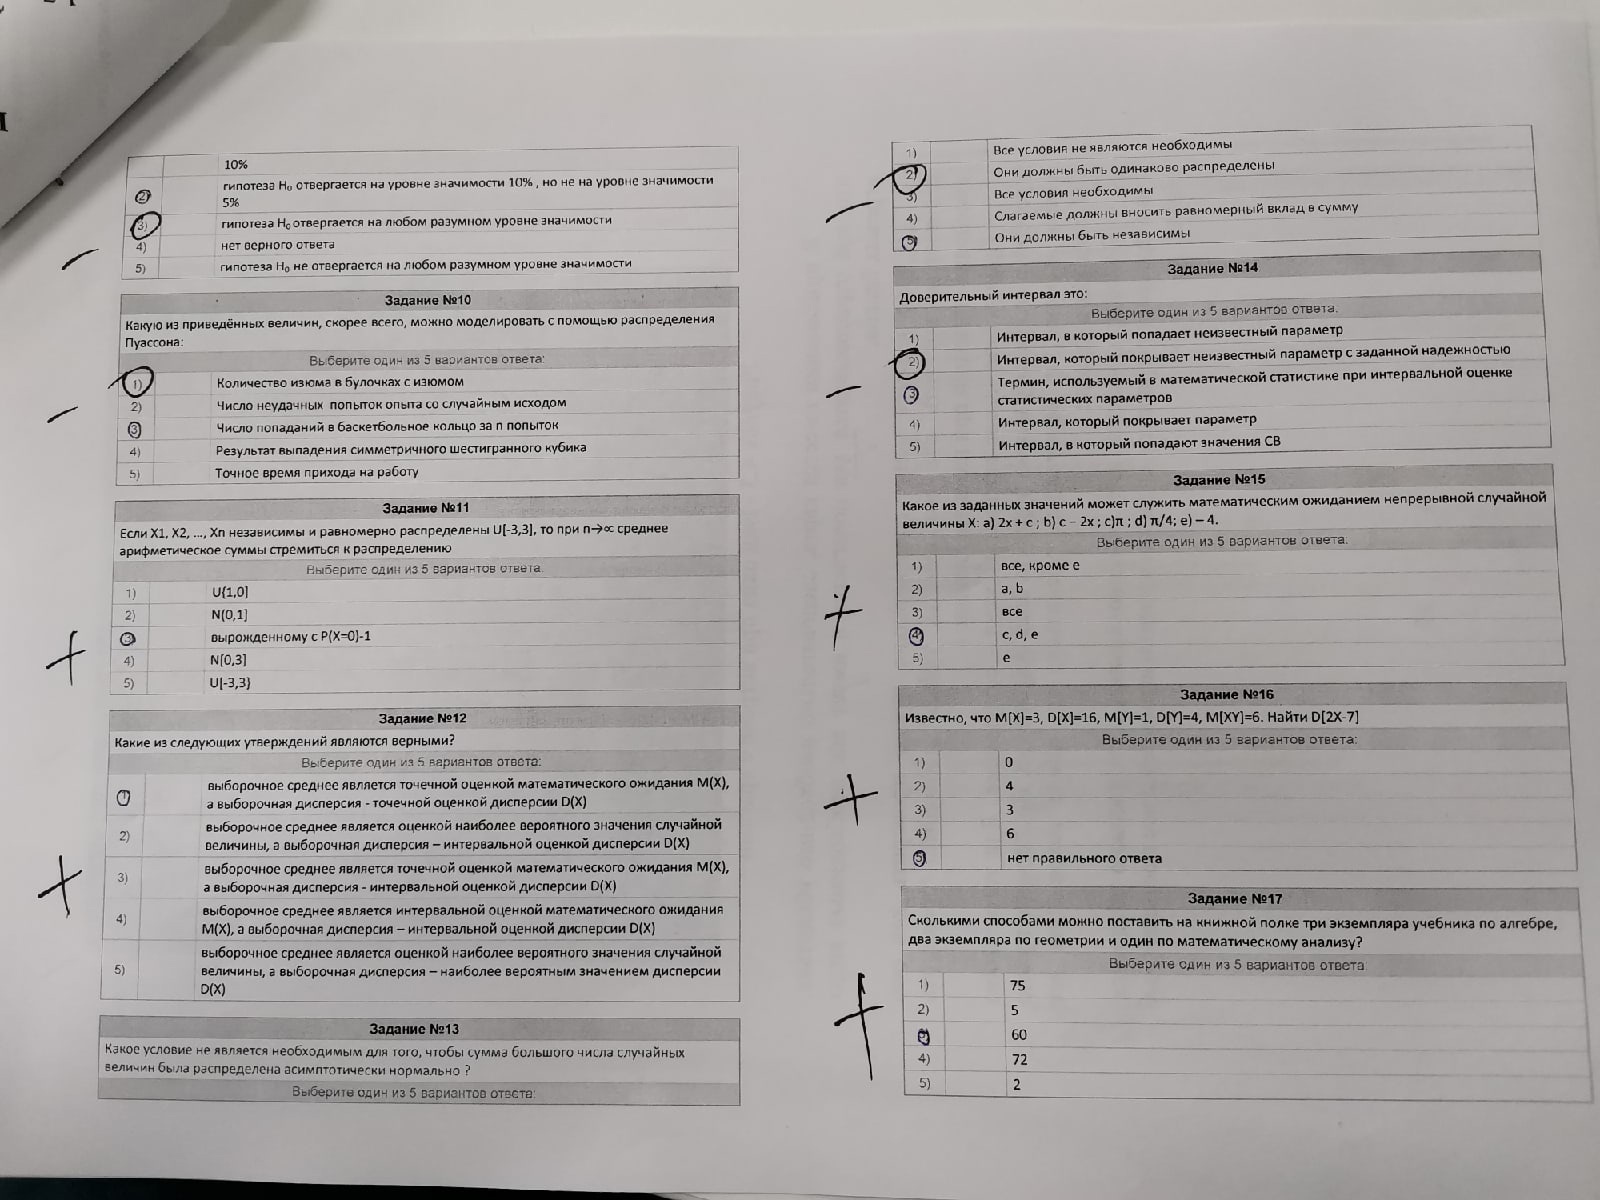 10%
2) гипотеза H₀ отвергается на уровне значимости 10% , но не на уровне значимости
5%
3) гипотеза H₀ отвергается на любом разумном уровне значимости
4) нет верного ответа
5) гипотеза H₀ не отвергается на любом разумном уровне значимости
Задание №10
Какую из приведённых величин, скорее всего, можно моделировать с помощью распределения
Пуассона:
Выберите один из 5 вариантов ответа:
1) Количество изюма в булочках с изюмом
2) Число неудачных попыток опыта со случайным исходом
3) Число попаданий в баскетбольное кольцо за n попыток
4) Результат выпадения симметричного шестигранного кубика
5) Точное время прихода на работу
Задание №11
Если X1, X2, ..., Xn независимы и равномерно распределены U[-3,3], то при n→∝ среднее
арифметическое суммы стремиться к распределению
Выберите один из 5 вариантов ответа:
1) U[1,0]
2) N[0,1]
3) вырожденному с P(X=0)-1
4) N[0,3]
5) U[-3,3]
Задание №12
Какие из следующих утверждений являются верными?
Выберите один из 5 вариантов ответа:
1) выборочное среднее является точечной оценкой математического ожидания M(X),
а выборочная дисперсия - точечной оценкой дисперсии D(X)
2) выборочное среднее является оценкой наиболее вероятного значения случайной
величины, а выборочная дисперсия – интервальной оценкой дисперсии D(X)
3) выборочное среднее является точечной оценкой математического ожидания M(X),
а выборочная дисперсия - интервальной оценкой дисперсии D(X)
4) выборочное среднее является интервальной оценкой математического ожидания
M(X), а выборочная дисперсия – интервальной оценкой дисперсии D(X)
5) выборочное среднее является оценкой наиболее вероятного значения случайной
величины, а выборочная дисперсия – наиболее вероятным значением дисперсии
D(X)
Задание №13
Какое условие не является необходимым для того, чтобы сумма большого числа случайных
величин была распределена асимптотически нормально ?
Выберите один из 5 вариантов ответа:
1) Все условия не являются необходимы
2) Они должны быть одинаково распределены
3) Все условия необходимы
4) Слагаемые должны вносить равномерный вклад в сумму
5) Они должны быть независимы
Задание №14
Доверительный интервал это:
Выберите один из 5 вариантов ответа:
1) Интервал, в который попадает неизвестный параметр
2) Интервал, который покрывает неизвестный параметр с заданной надежностью
3) Термин, используемый в математической статистике при интервальной оценке
статистических параметров
4) Интервал, который покрывает параметр
5) Интервал, в который попадают значения СВ
Задание №15
Какое из заданных значений может служить математическим ожиданием непрерывной случайной
величины X: a) 2x + c ; b) c – 2x ; c)π ; d) π/4; e) – 4.
Выберите один из 5 вариантов ответа:
1) все, кроме e
2) a, b
3) все
4) c, d, e
5) e
Задание №16
Известно, что M[X]=3, D[X]=16, M[Y]=1, D[Y]=4, M[XY]=6. Найти D[2X-7]
Выберите один из 5 вариантов ответа:
1) 0
2) 4
3) 3
4) 6
5) нет правильного ответа
Задание №17
Сколькими способами можно поставить на книжной полке три экземпляра учебника по алгебре,
два экземпляра по геометрии и один по математическому анализу?
Выберите один из 5 вариантов ответа:
1) 75
2) 5
3) 60
4) 72
5) 2